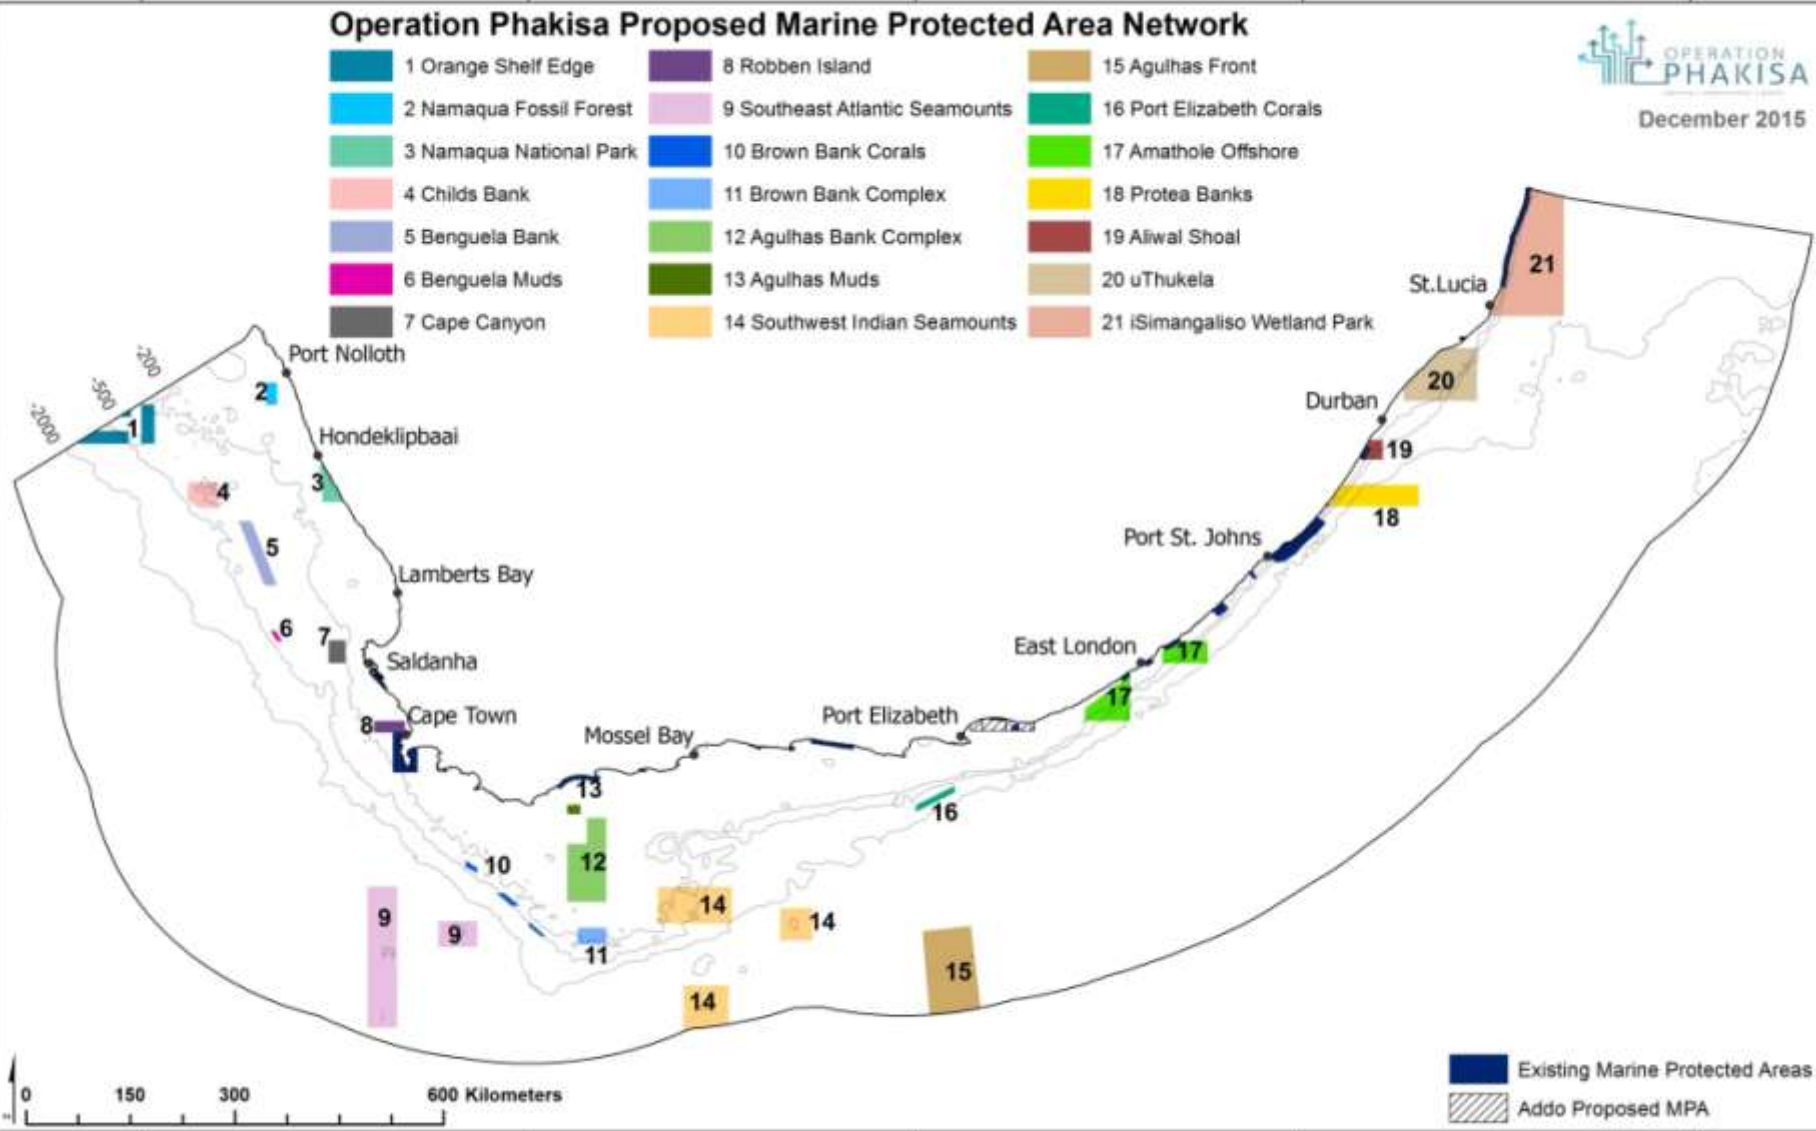 Operation Phakisa Proposed Marine Protected Area Network
1 Orange Shelf Edge
2 Namaqua Fossil Forest
3 Namaqua National Park
4 Childs Bank
5 Benguela Bank
6 Benguela Muds
7 Cape Canyon
8 Robben Island
9 Southeast Atlantic Seamounts
10 Brown Bank Corals
11 Brown Bank Complex
12 Agulhas Bank Complex
13 Agulhas Muds
14 Southwest Indian Seamounts
15 Agulhas Front
16 Port Elizabeth Corals
17 Amathole Offshore
18 Protea Banks
19 Aliwal Shoal
20 uThukela
21 iSimangaliso Wetland Park
OPERATION
PHAKISA
December 2015
21
St.Lucia
20
Durban
19
18
Port St. Johns
East London
17
17
Port Elizabeth
16
Mossel Bay
-200
-500
-2000
Port Nolloth
2
1
Hondeklipbaai
3
4
5
Lamberts Bay
6
7
Saldanha
8
Cape Town
13
12
10
9
9
11
14
14
14
15
0 150 300 600 Kilometers
Existing Marine Protected Areas
Addo Proposed MPA